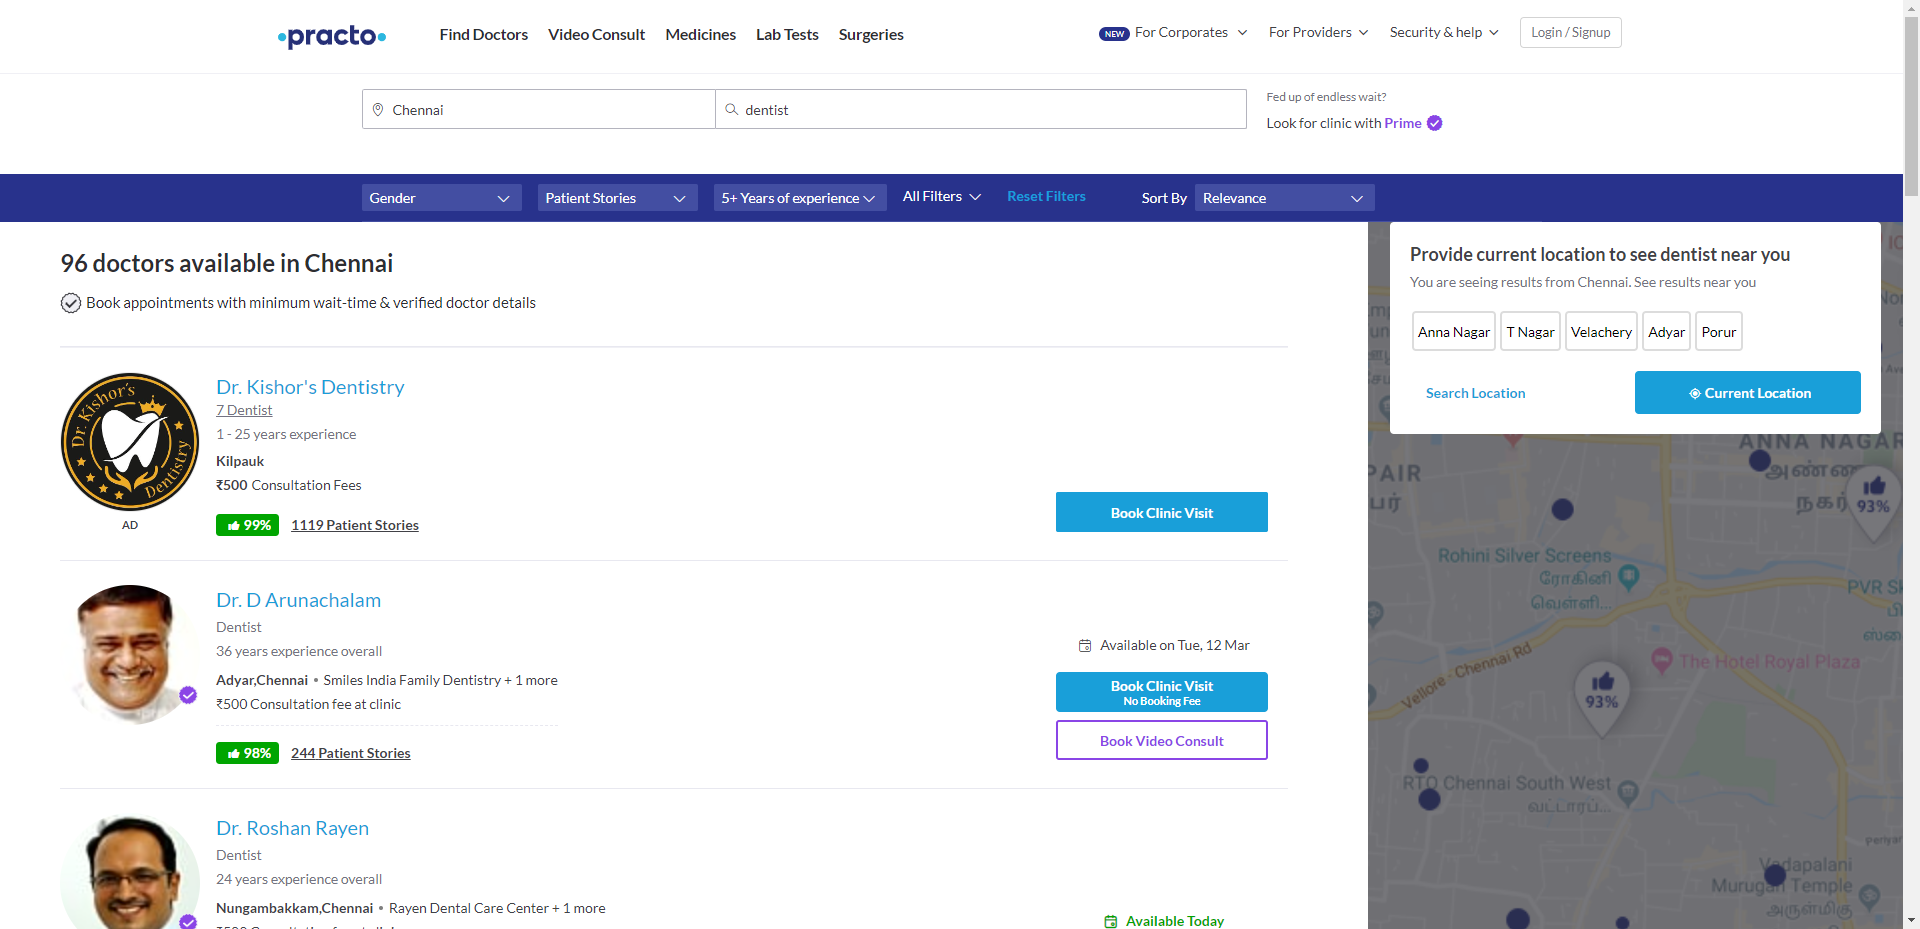 practo
Find Doctors
Video Consult
Medicines
Lab Tests
Surgeries
NEW For Corporates
For Providers
Security & help
Login / Signup
Chennai
dentist
Fed up of endless wait?
Look for clinic with Prime
Gender
Patient Stories
5+ Years of experience
All Filters
Reset Filters
Sort By
Relevance
96 doctors available in Chennai
Book appointments with minimum wait-time & verified doctor details
Dr. Kishor's Dentistry
Dr. Kishor's Dentistry
7 Dentist
1 - 25 years experience
Kilpauk
₹500 Consultation Fees
AD
99%
1119 Patient Stories
Book Clinic Visit
Dr. D Arunachalam
Dentist
36 years experience overall
Adyar,Chennai • Smiles India Family Dentistry + 1 more
₹500 Consultation fee at clinic
98%
244 Patient Stories
Available on Tue, 12 Mar
Book Clinic Visit
No Booking Fee
Book Video Consult
Dr. Roshan Rayen
Dentist
24 years experience overall
Nungambakkam,Chennai • Rayen Dental Care Center + 1 more
Available Today
Provide current location to see dentist near you
You are seeing results from Chennai. See results near you
Anna Nagar
T Nagar
Velachery
Adyar
Porur
Search Location
Current Location
ANNA NAGAR
அண்ண
நகர்
93%
PAIR
பர்
Rohini Silver Screens
ரோகினி
வெள்ளி...
PVR
The Hotel Royal Plaza
Vellore - Chennai Rd
93%
RTO Chennai South West
வட்டாரப்...
Vadapalani
Murugan Temple
அருள்மிகு